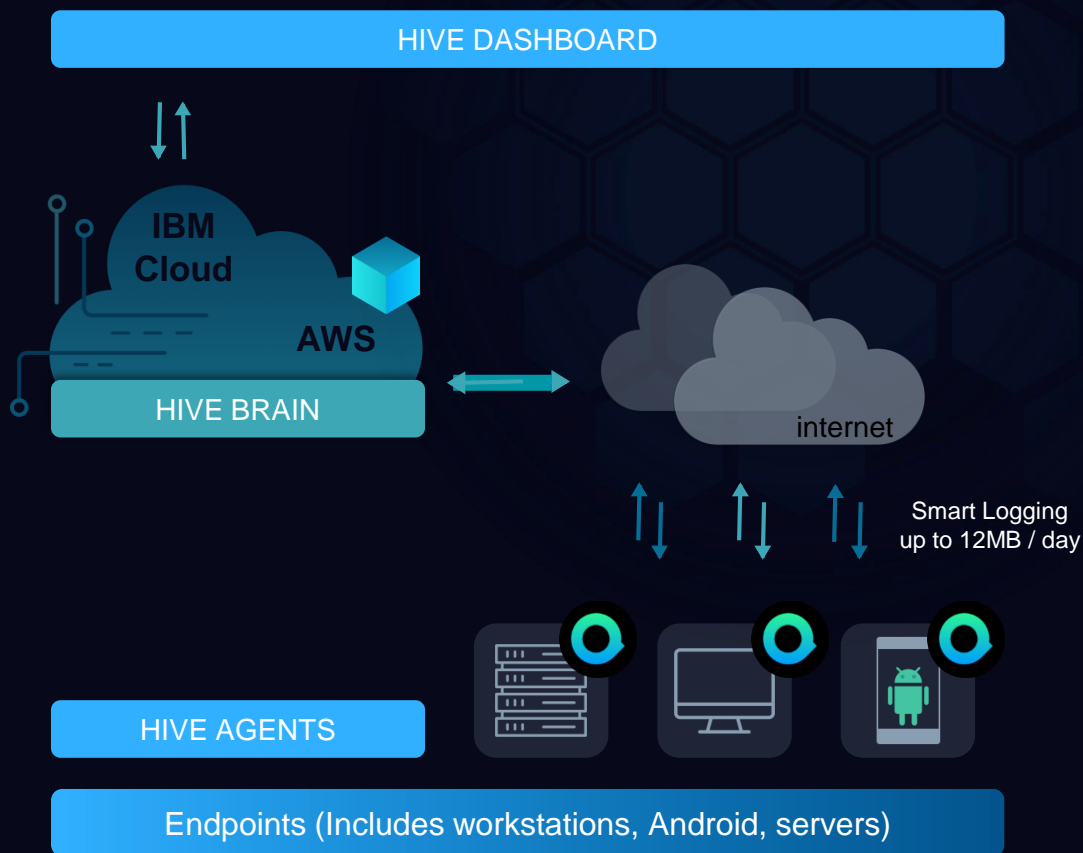 HIVE DASHBOARD
IBM
Cloud
AWS
HIVE BRAIN
internet
Smart Logging
up to 12MB / day
HIVE AGENTS
Endpoints (Includes workstations, Android, servers)